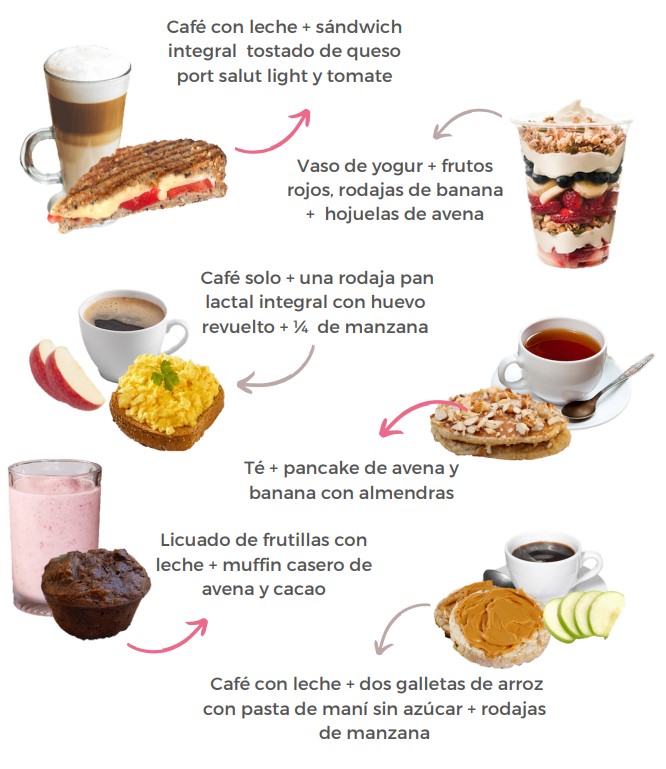 Café con leche + sándwich
integral tostado de queso
port salut light y tomate
Vaso de yogur + frutos
rojos, rodajas de banana
+ hojuelas de avena
Café solo + una rodaja pan
lactal integral con huevo
revuelto + ¼ de manzana
Té + pancake de avena y
banana con almendras
Licuado de frutillas con
leche + muffin casero de
avena y cacao
Café con leche + dos galletas de arroz
con pasta de maní sin azúcar + rodajas
de manzana